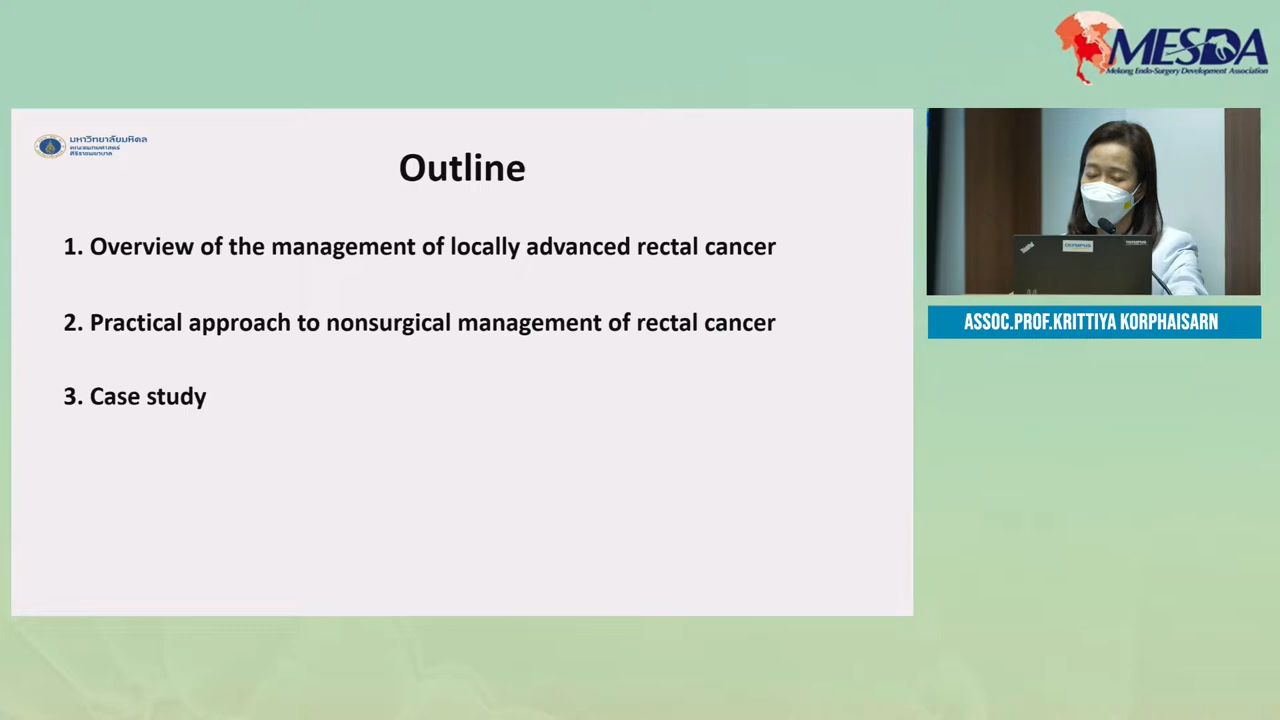 MESDA
Mekong Endo-Surgery Development Association
มหาวิทยาลัยมหิดล
คณะแพทยศาสตร์
ศิริราชพยาบาล
Outline
1. Overview of the management of locally advanced rectal cancer
2. Practical approach to nonsurgical management of rectal cancer
3. Case study
OLYMPUS
ASSOC.PROF.KRITTIYA KORPHAISARN